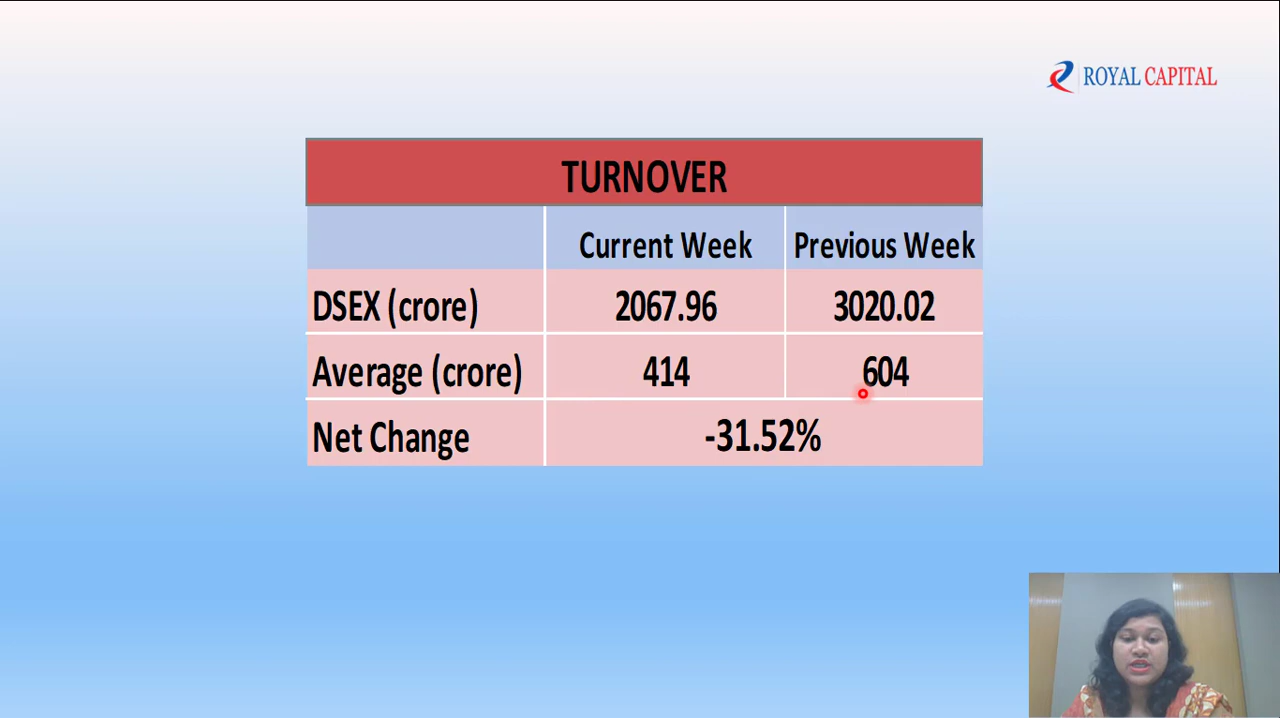 ROYAL CAPITAL
TURNOVER
Current Week Previous Week
DSEX (crore) 2067.96 3020.02
Average (crore) 414 604
Net Change -31.52%